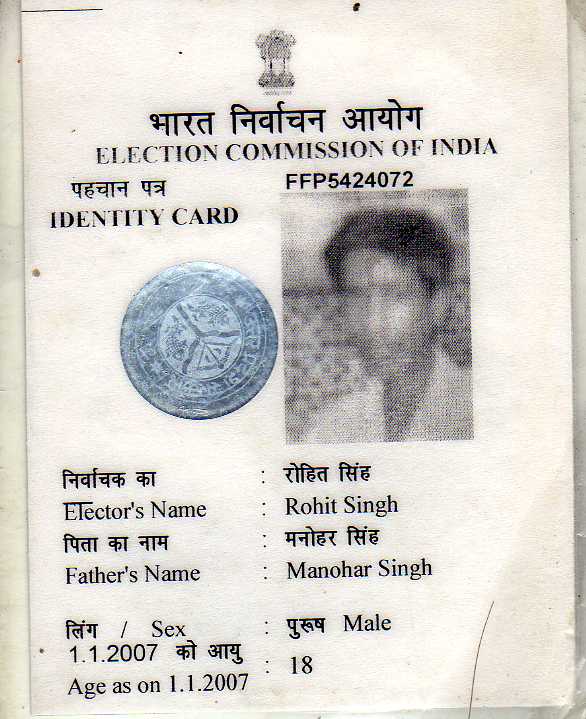 भारत निर्वाचन आयोग
ELECTION COMMISSION OF INDIA
पहचान पत्र
FFP5424072
IDENTITY CARD
निर्वाचक का : रोहित सिंह
Elector's Name : Rohit Singh
पिता का नाम : मनोहर सिंह
Father's Name : Manohar Singh
लिंग / Sex : पुरूष Male
1.1.2007 को आयु
Age as on 1.1.2007 : 18